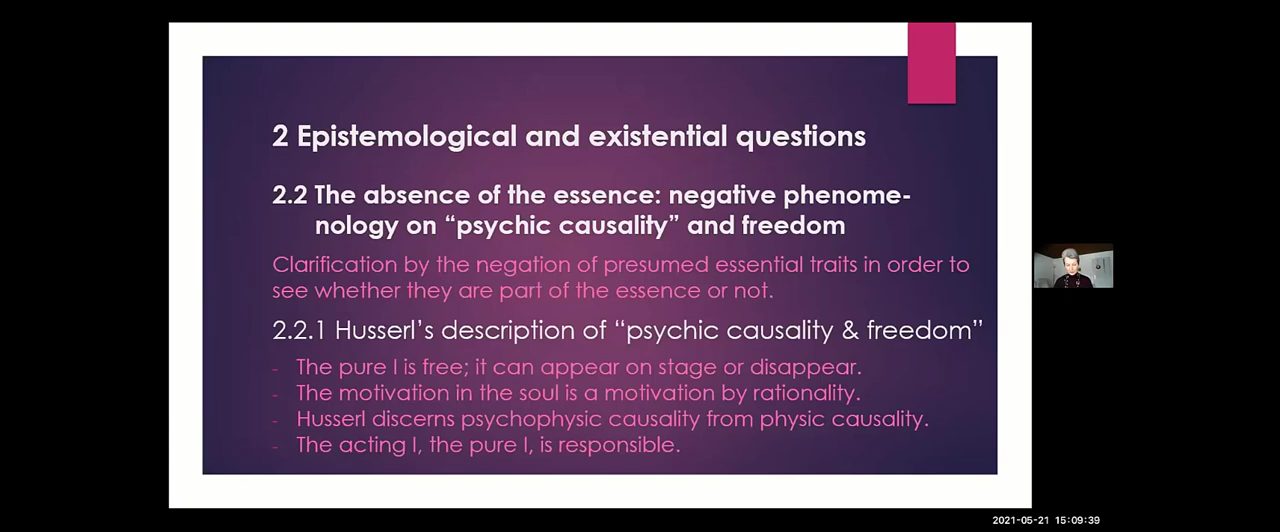 2 Epistemological and existential questions
2.2 The absence of the essence: negative phenome-
nology on “psychic causality” and freedom
Clarification by the negation of presumed essential traits in order to
see whether they are part of the essence or not.
2.2.1 Husserl’s description of “psychic causality & freedom”
- The pure I is free; it can appear on stage or disappear.
- The motivation in the soul is a motivation by rationality.
- Husserl discerns psychophysic causality from physic causality.
- The acting I, the pure I, is responsible.
2021-05-21 15:09:39